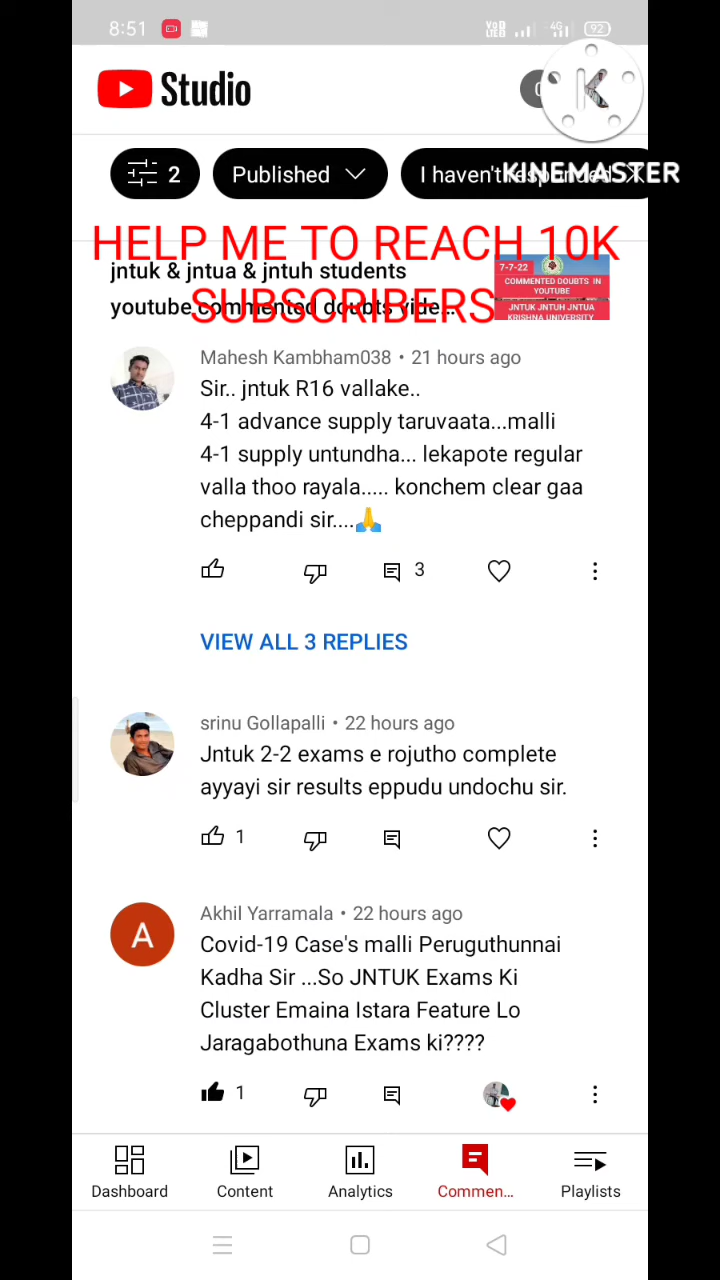 8:51
VoD
LTED
4G
92
Studio
K
2
Published
I haven't responded
KINEMASTER
HELP ME TO REACH 10K
SUBSCRIBERS
jntuk & jntua & jntuh students
youtube commented doubts vide...
7-7-22
COMMENTED DOUBTS IN
YOUTUBE
JNTUK JNTUH JNTUA
KRISHNA UNIVERSITY
Mahesh Kambham038 • 21 hours ago
Sir.. jntuk R16 vallake..
4-1 advance supply taruvaata...malli
4-1 supply untundha... lekapote regular
valla thoo rayala..... konchem clear gaa
cheppandi sir....🙏
3
VIEW ALL 3 REPLIES
srinu Gollapalli • 22 hours ago
Jntuk 2-2 exams e rojutho complete
ayyayi sir results eppudu undochu sir.
1
A
Akhil Yarramala • 22 hours ago
Covid-19 Case's malli Peruguthunnai
Kadha Sir ...So JNTUK Exams Ki
Cluster Emaina Istara Feature Lo
Jaragabothuna Exams ki????
1
Dashboard
Content
Analytics
Commen...
Playlists